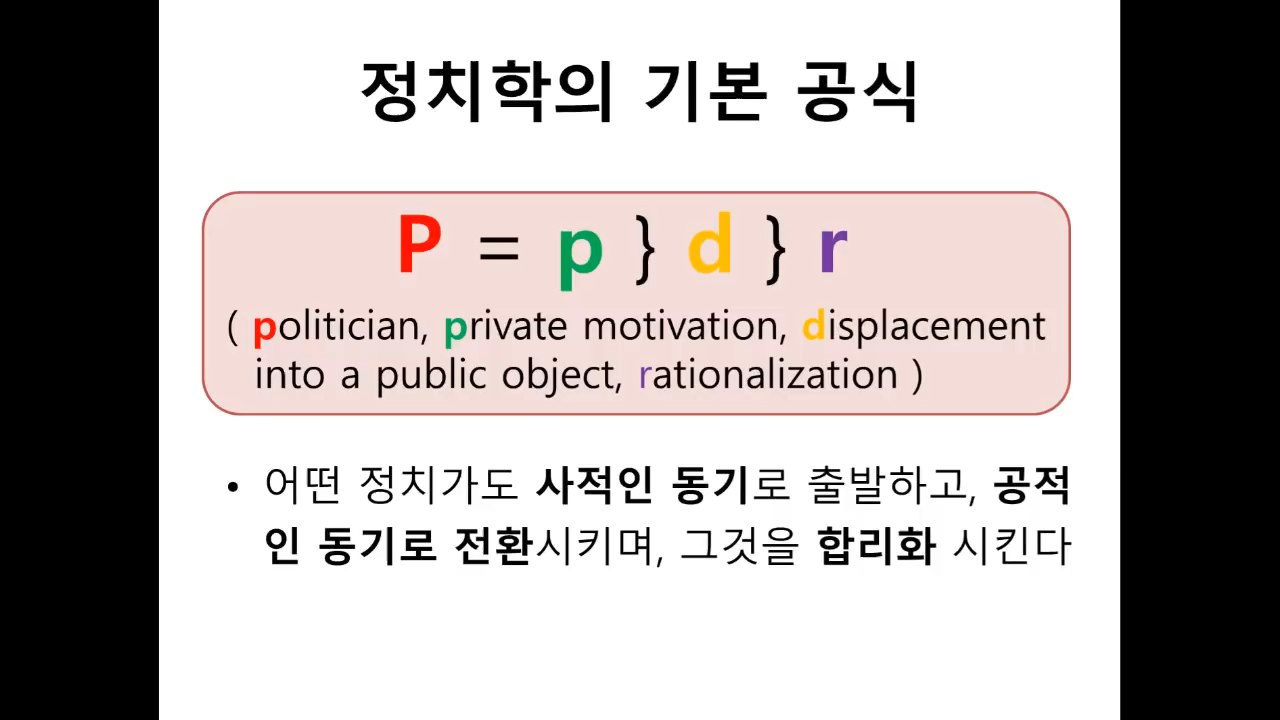 정치학의 기본 공식
P = p } d } r
( politician, private motivation, displacement
into a public object, rationalization )
• 어떤 정치가도 사적인 동기로 출발하고, 공적
인 동기로 전환시키며, 그것을 합리화 시킨다